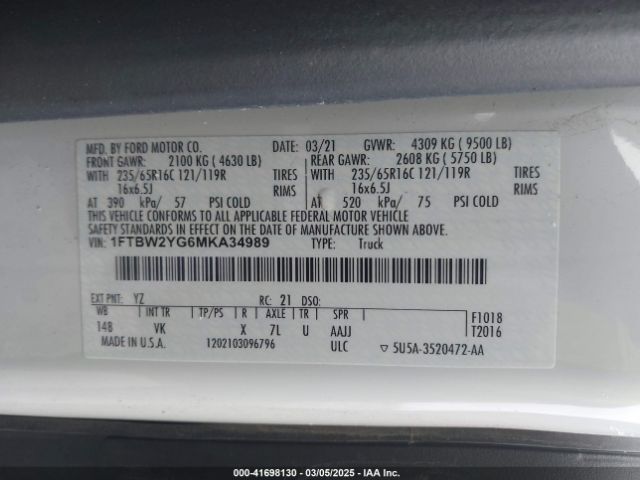 MFD. BY FORD MOTOR CO. DATE: 03/21 GVWR: 4309 KG ( 9500 LB)
FRONT GAWR: 2100 KG ( 4630 LB) REAR GAWR: 2608 KG ( 5750 LB)
WITH 235/65R16C 121/119R TIRES WITH 235/65R16C 121/119R TIRES
16x6.5J RIMS 16x6.5J RIMS
AT 390 kPa/ 57 PSI COLD AT 520 kPa/ 75 PSI COLD
THIS VEHICLE CONFORMS TO ALL APPLICABLE FEDERAL MOTOR VEHICLE
SAFETY STANDARDS IN EFFECT ON THE DATE OF MANUFACTURE SHOWN ABOVE.
VIN: 1FTBW2YG6MKA34989 TYPE: Truck
EXT PNT: YZ RC: 21 DSO:
WB INT TR TP/PS R AXLE TR SPR F1018
14B VK X 7L U AAJJ T2016
MADE IN U.S.A. 1202103096796 ULC ▽ 5U5A-3520472-AA
000-41698130 - 03/05/2025 - IAA Inc.